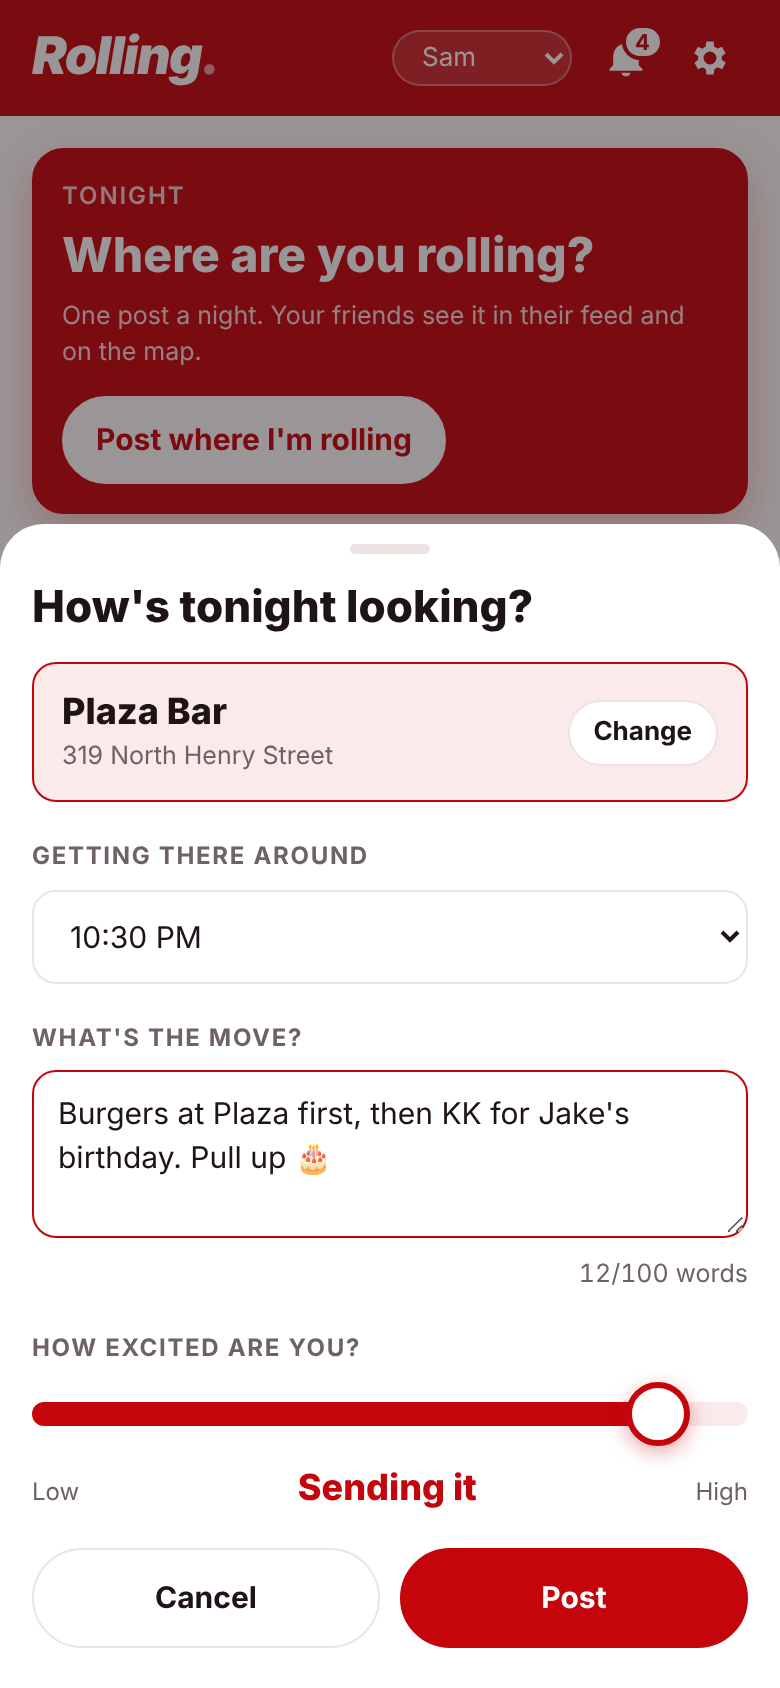 Rolling.
Sam
4
TONIGHT
Where are you rolling?
One post a night. Your friends see it in their feed and
on the map.
Post where I'm rolling
How's tonight looking?
Plaza Bar
319 North Henry Street
Change
GETTING THERE AROUND
10:30 PM
WHAT'S THE MOVE?
Burgers at Plaza first, then KK for Jake's
birthday. Pull up 🎂
12/100 words
HOW EXCITED ARE YOU?
Low
Sending it
High
Cancel
Post